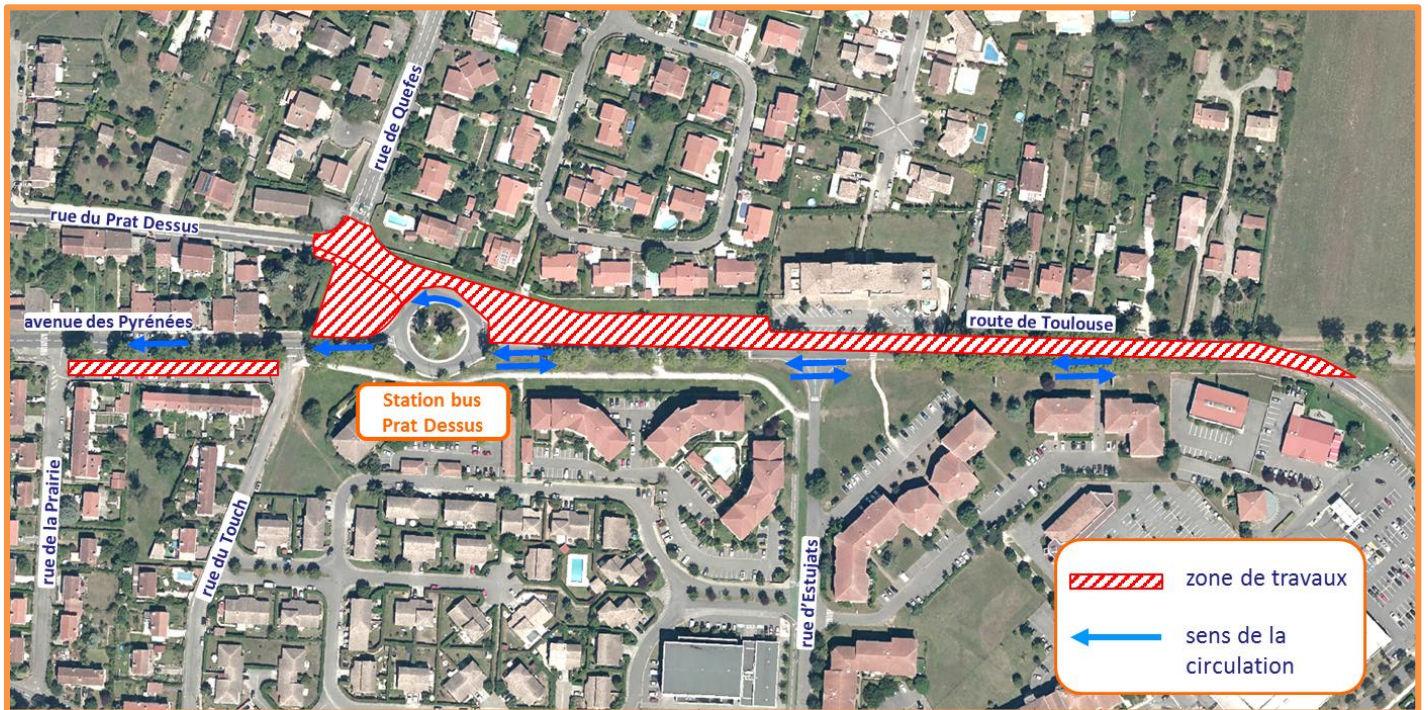 rue de Quefes
rue du Prat Dessus
avenue des Pyrénées
route de Toulouse
Station bus
Prat Dessus
rue de la Prairie
rue du Touch
rue d'Estujats
zone de travaux
sens de la
circulation